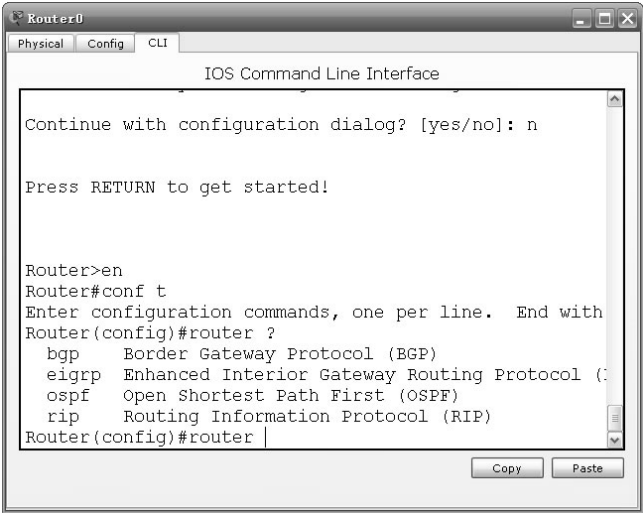 Router0
Physical Config CLI
IOS Command Line Interface
Continue with configuration dialog? [yes/no]: n
Press RETURN to get started!
Router>en
Router#conf t
Enter configuration commands, one per line.  End with
Router(config)#router ?
bgp    Border Gateway Protocol (BGP)
eigrp  Enhanced Interior Gateway Routing Protocol (
ospf   Open Shortest Path First (OSPF)
rip    Routing Information Protocol (RIP)
Router(config)#router
Copy Paste